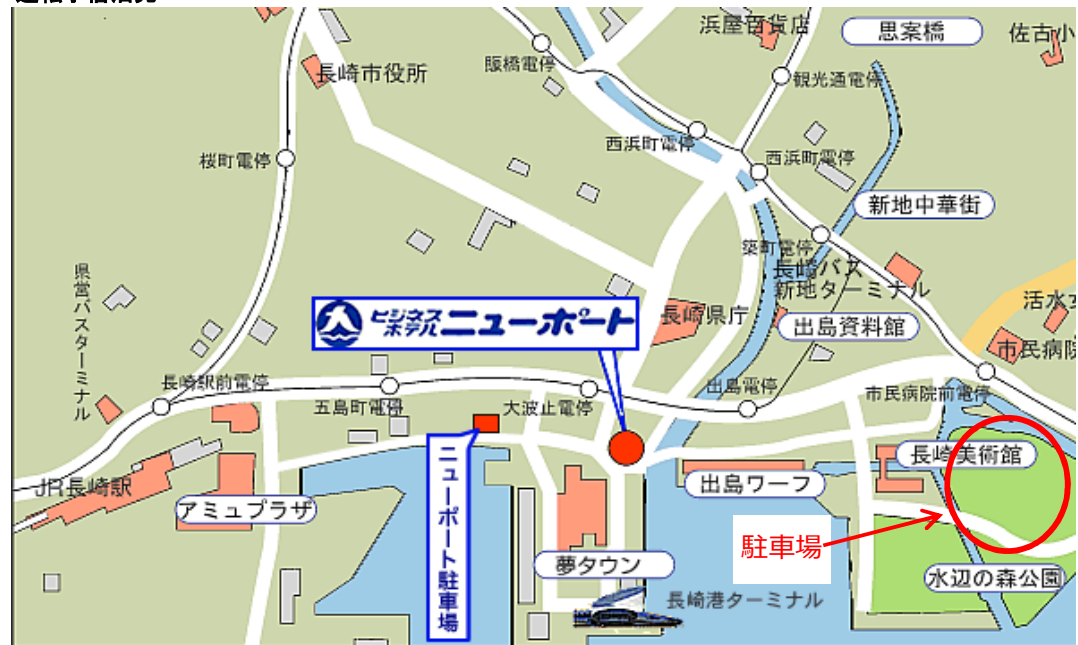 浜屋百貨店
思案橋
佐古小
長崎市役所
賑橋電停
観光通電停
西浜町電停
西浜町電停
桜町電停
新地中華街
築町電停
長崎バス
新地ターミナル
県営バスターミナル
活水女
ビジネス
ホテル
ニューポート
長崎県庁
出島資料館
市民病院
長崎駅前電停
五島町電停
大波止電停
出島電停
市民病院前電停
ニューポート駐車場
長崎美術館
JR長崎駅
アミュプラザ
出島ワーフ
駐車場
夢タウン
水辺の森公園
長崎港ターミナル